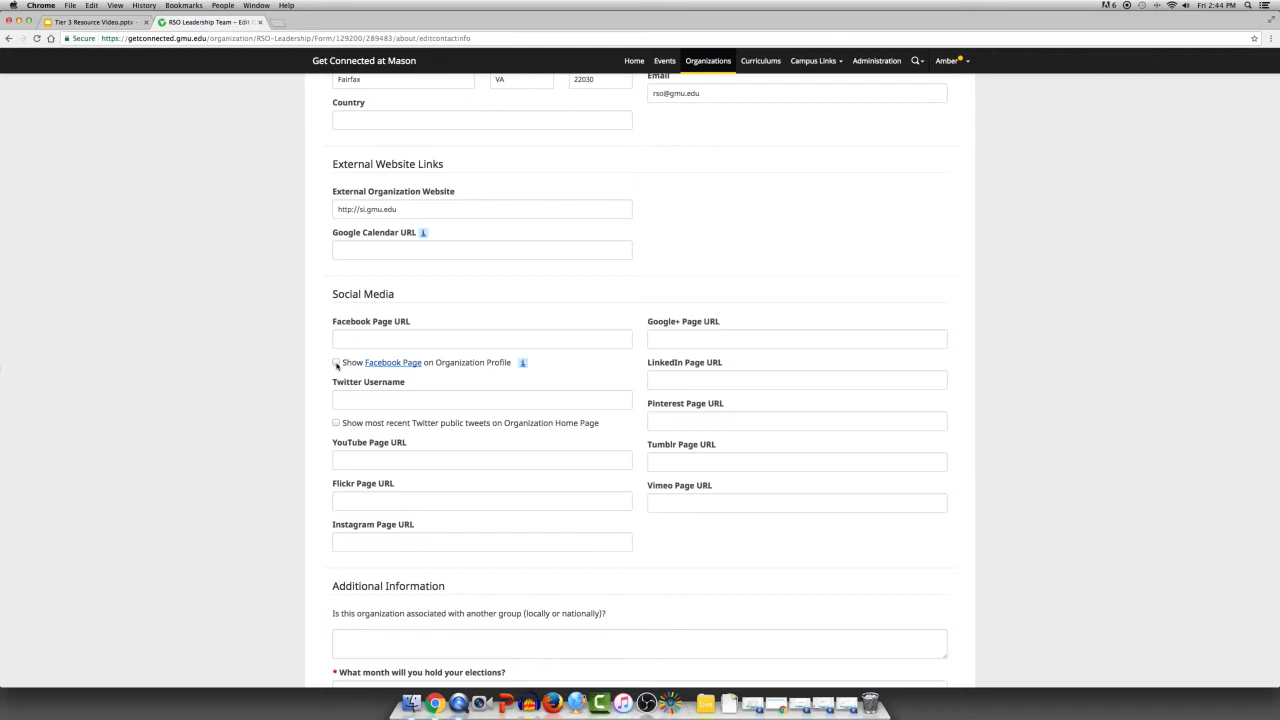 Chrome File Edit View History Bookmarks People Window Help
6 Fri 2:44 PM
Tier 3 Resource Video.pptx - × RSO Leadership Team – Edit ×
Secure https://getconnected.gmu.edu/organization/RSO-Leadership/Form/129200/289483/about/editcontactinfo
Get Connected at Mason Home Events Organizations Curriculums Campus Links Administration Amber
Fairfax VA 22030
Email
rso@gmu.edu
Country
External Website Links
External Organization Website
http://si.gmu.edu
Google Calendar URL i
Social Media
Facebook Page URL
Google+ Page URL
Show Facebook Page on Organization Profile i
LinkedIn Page URL
Twitter Username
Pinterest Page URL
Show most recent Twitter public tweets on Organization Home Page
YouTube Page URL
Tumblr Page URL
Flickr Page URL
Vimeo Page URL
Instagram Page URL
Additional Information
Is this organization associated with another group (locally or nationally)?
* What month will you hold your elections?
Live